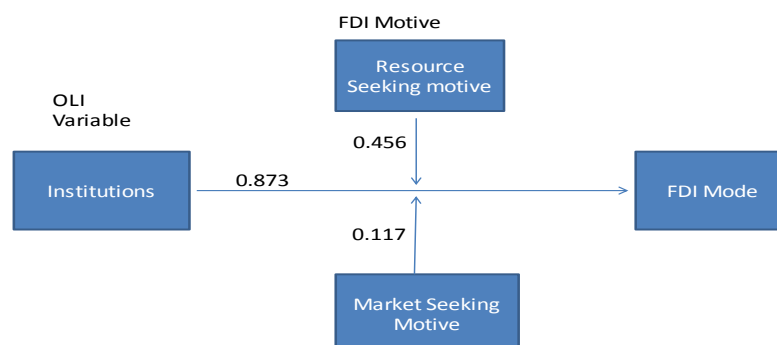 FDI Motive
Resource
Seeking motive
OLI
Variable
0.456
Institutions
0.873
FDI Mode
0.117
Market Seeking
Motive